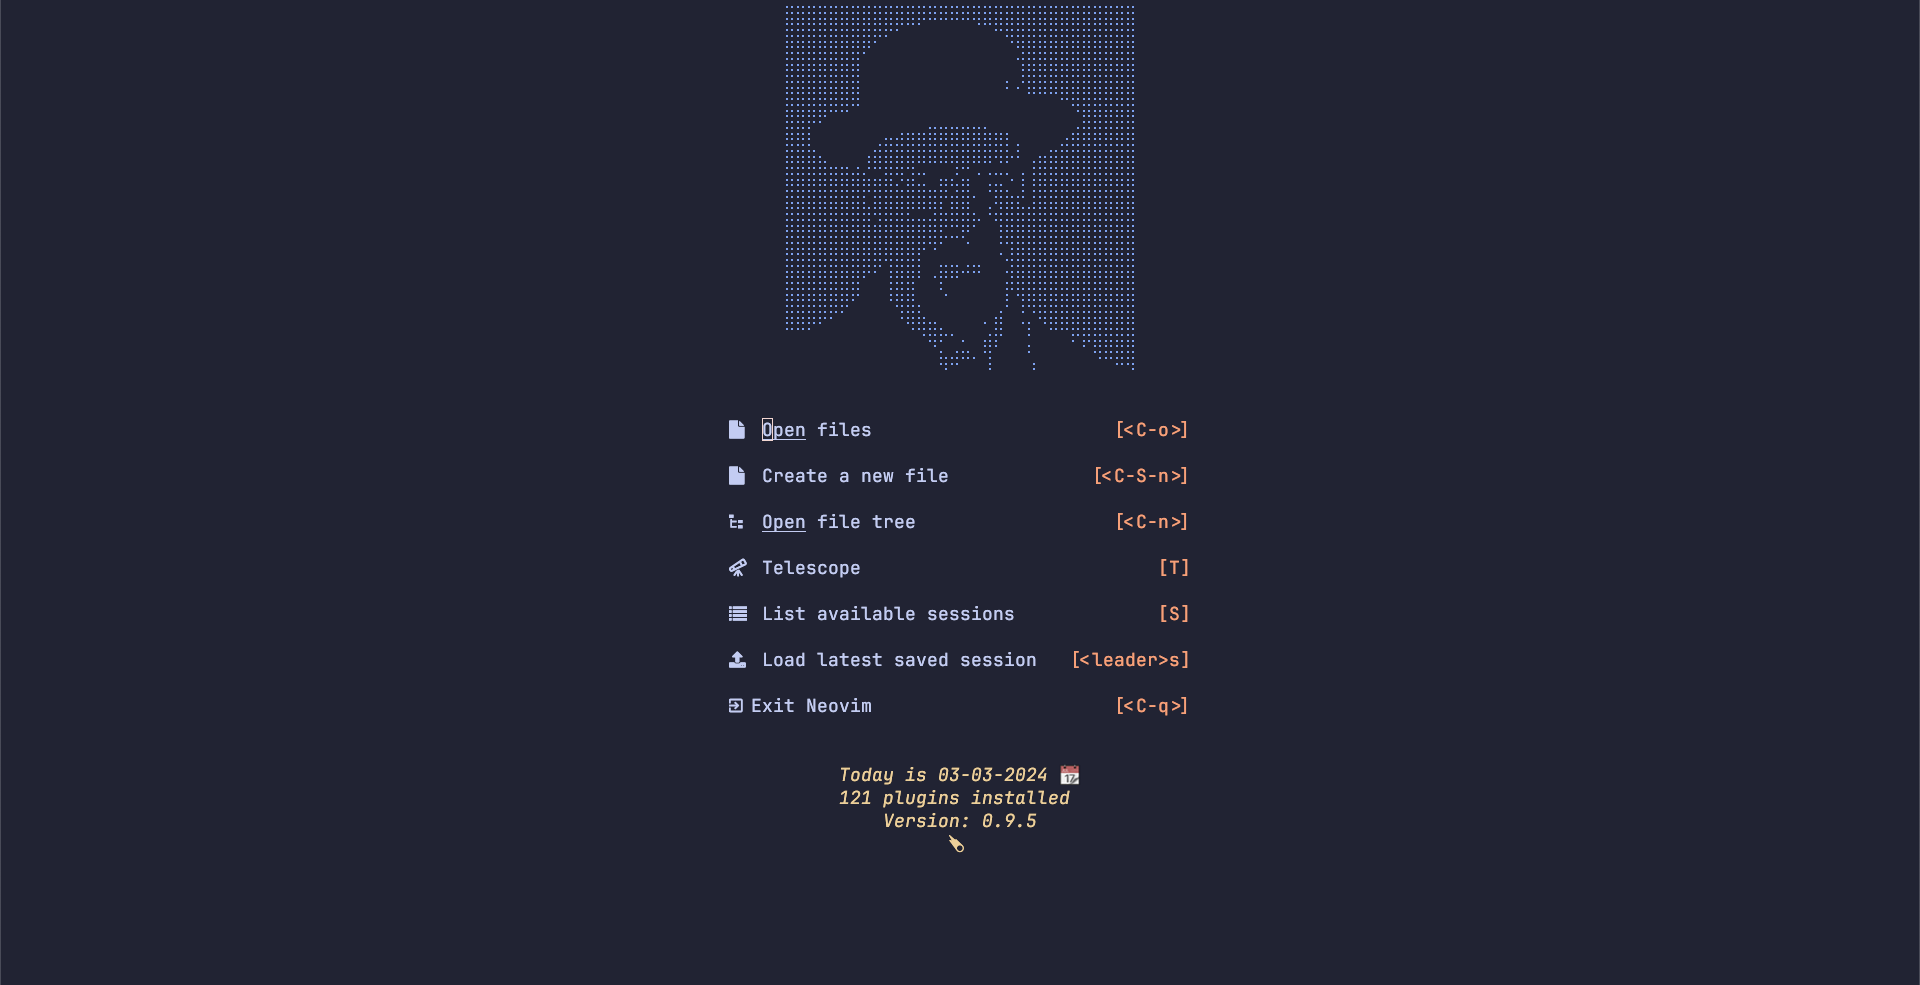 Open files [<C-o>]
Create a new file [<C-S-n>]
Open file tree [<C-n>]
Telescope [T]
List available sessions [S]
Load latest saved session [<leader>s]
Exit Neovim [<C-q>]
Today is 03-03-2024 📆
121 plugins installed
Version: 0.9.5